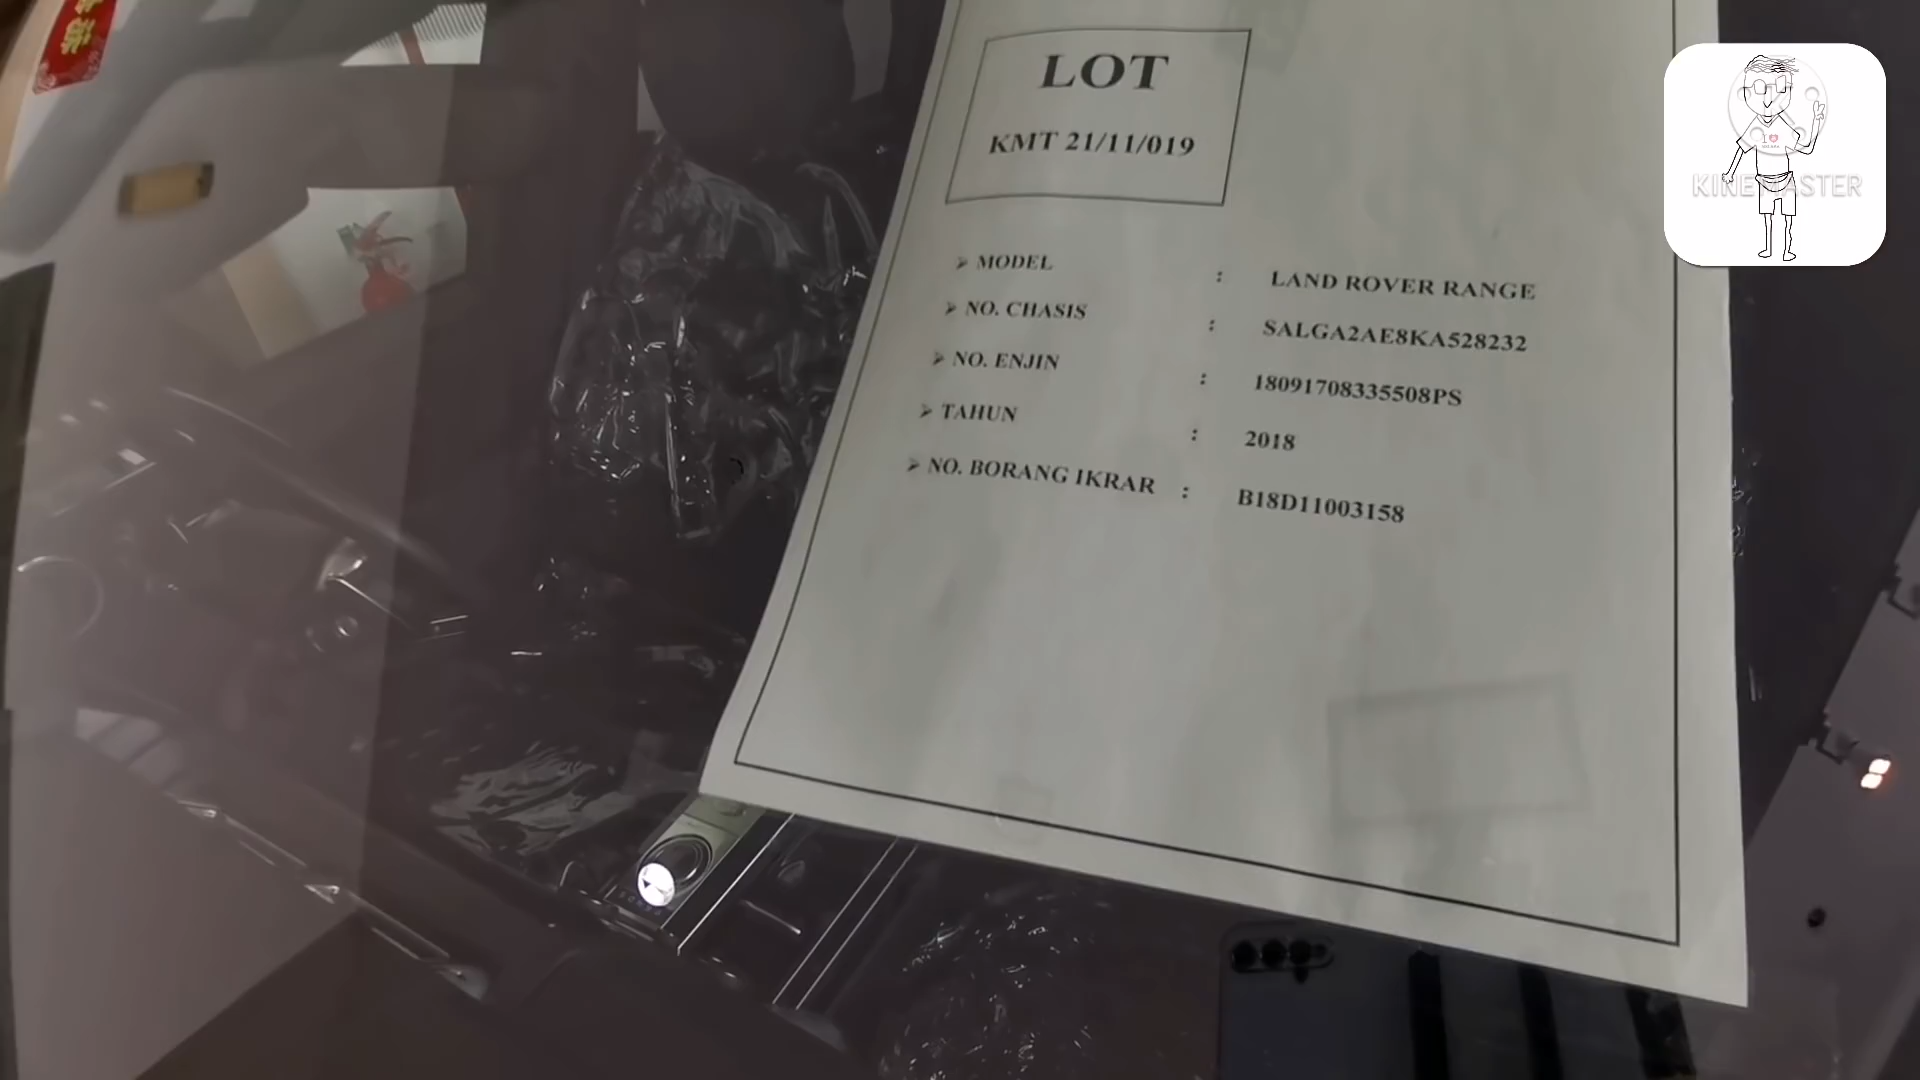 LOT
KMT 21/11/019
MODEL : LAND ROVER RANGE
NO. CHASIS : SALGA2AE8KA528232
NO. ENJIN : 18091708335508PS
TAHUN : 2018
NO. BORANG IKRAR : B18D11003158
KINEMASTER